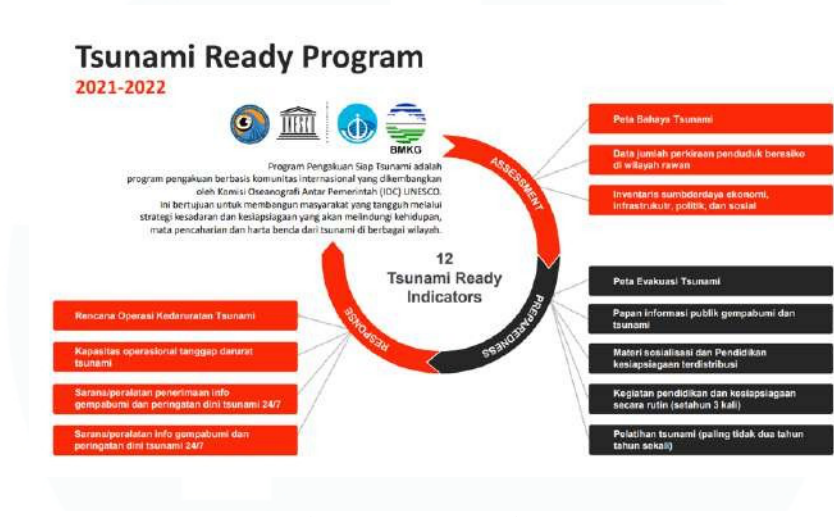 Tsunami Ready Program
2021-2022
UNESCO
BMKG
Program Pengakuan Siap Tsunami adalah
program pengakuan berbasis komunitas internasional yang dikembangkan
oleh Komisi Oseanografi Antar Pemerintah (IOC) UNESCO.
Ini bertujuan untuk membangun masyarakat yang tangguh melalui
strategi kesadaran dan kesiapsiagaan yang akan melindungi kehidupan,
mata pencaharian dan harta benda dari tsunami di berbagai wilayah.
ASSESSMENT
Peta Bahaya Tsunami
Data jumlah perkiraan penduduk beresiko
di wilayah rawan
Inventaris sumbderdaya ekonomi,
infrastrukutr, politik, dan sosial
12
Tsunami Ready
Indicators
PREPAREDNESS
Peta Evakuasi Tsunami
Papan informasi publik gempabumi dan
tsunami
Materi sosialisasi dan Pendidikan
kesiapsiagaan terdistribusi
Kegiatan pendidikan dan kesiapsiagaan
secara rutin (setahun 3 kali)
Pelatihan tsunami (paling tidak dua tahun
tahun sekali)
RESPONSE
Rencana Operasi Kedaruratan Tsunami
Kapasitas operasional tanggap darurat
tsunami
Sarana/peralatan penerimaan info
gempabumi dan peringatan dini tsunami 24/7
Sarana/peralatan info gempabumi dan
peringatan dini tsunami 24/7